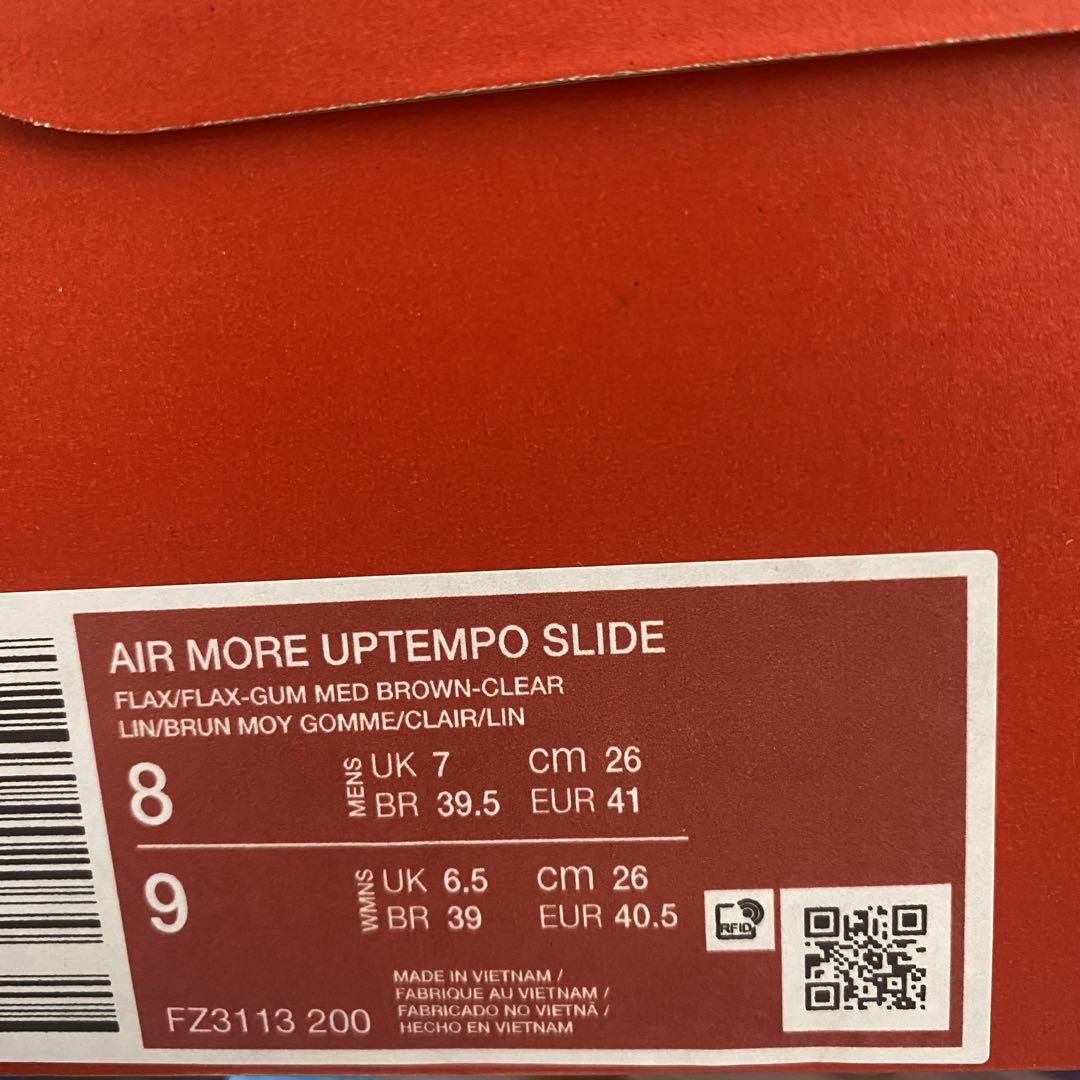 AIR MORE UPTEMPO SLIDE
FLAX/FLAX-GUM MED BROWN-CLEAR
LIN/BRUN MOY GOMME/CLAIR/LIN
8 MENS UK 7 cm 26
BR 39.5 EUR 41
9 WMNS UK 6.5 cm 26
BR 39 EUR 40.5
RFID
MADE IN VIETNAM /
FABRIQUE AU VIETNAM /
FABRICADO NO VIETNÃ /
HECHO EN VIETNAM
FZ3113 200